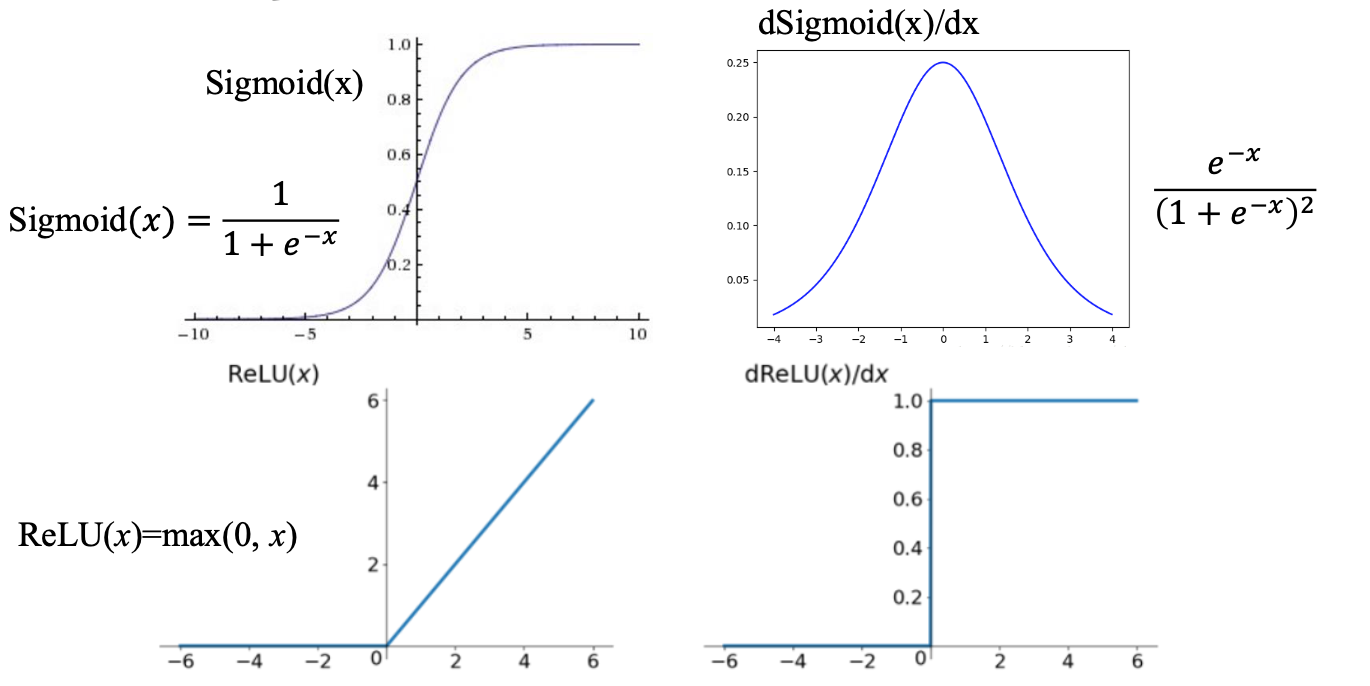 Sigmoid(x)
1.0
0.8
0.6
0.4
0.2
−10
−5
5
10
Sigmoid(x) = 1 / (1 + e^−x)
dSigmoid(x)/dx
0.25
0.20
0.15
0.10
0.05
−4 −3 −2 −1 0 1 2 3 4
e^−x / (1 + e^−x)^2
ReLU(x)
6
4
2
−6 −4 −2 0 2 4 6
ReLU(x)=max(0, x)
dReLU(x)/dx
1.0
0.8
0.6
0.4
0.2
−6 −4 −2 0 2 4 6